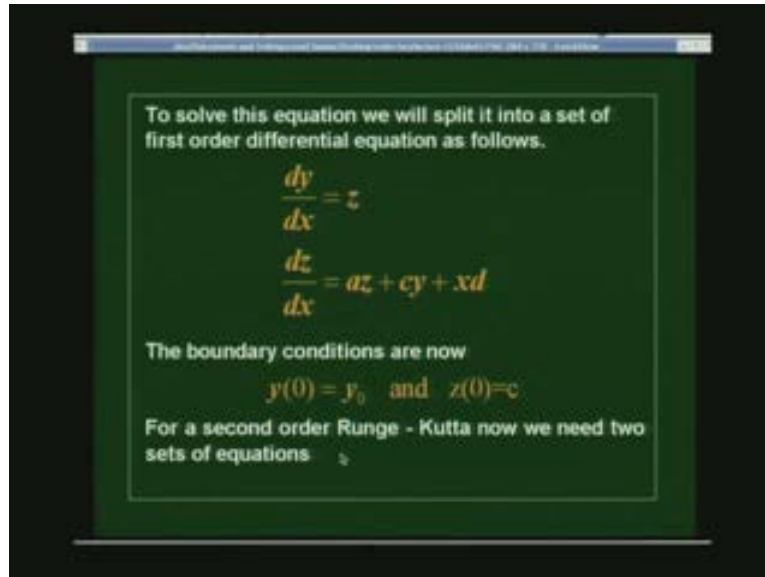 To solve this equation we will split it into a set of
first order differential equation as follows.
dy/dx = z
dz/dx = az + cy + xd
The boundary conditions are now
y(0) = y₀ and z(0)=c
For a second order Runge - Kutta now we need two
sets of equations